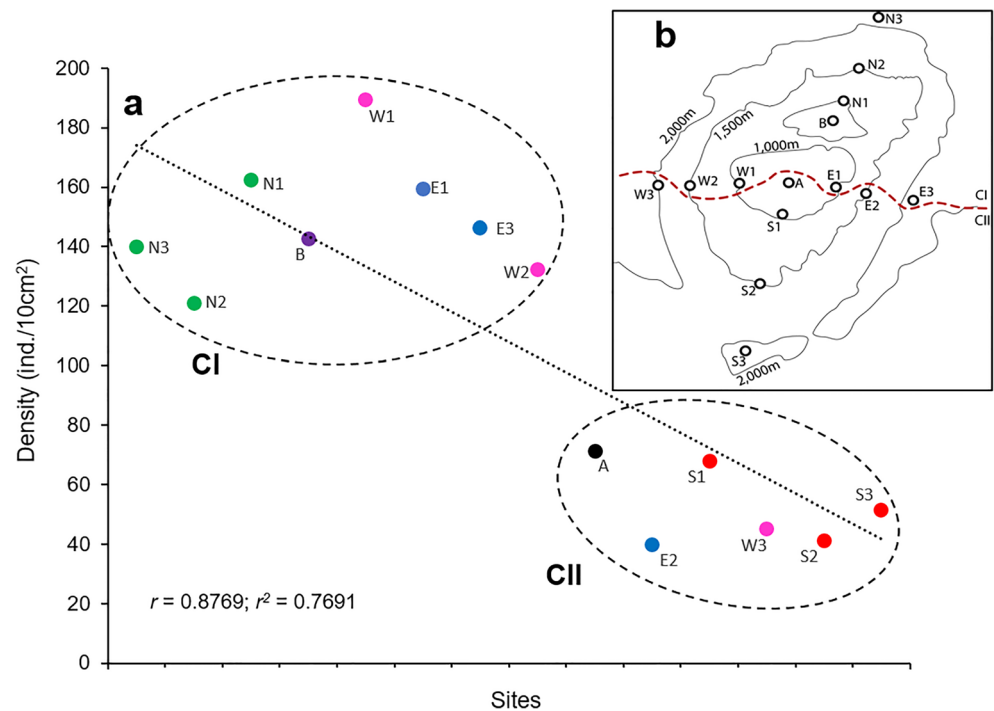 a
b
200
180
160
140
120
100
80
60
40
20
0
Density (ind./10cm²)
Sites
W1
N1
E1
E3
B
N3
W2
N2
CI
A
S1
S3
W3
E2
S2
CII
r = 0.8769; r² = 0.7691
N3
N2
N1
B
2,000m
1,500m
1,000m
W3
W2
W1
A
E1
E2
E3
CI
CII
S1
S2
S3
2,000m